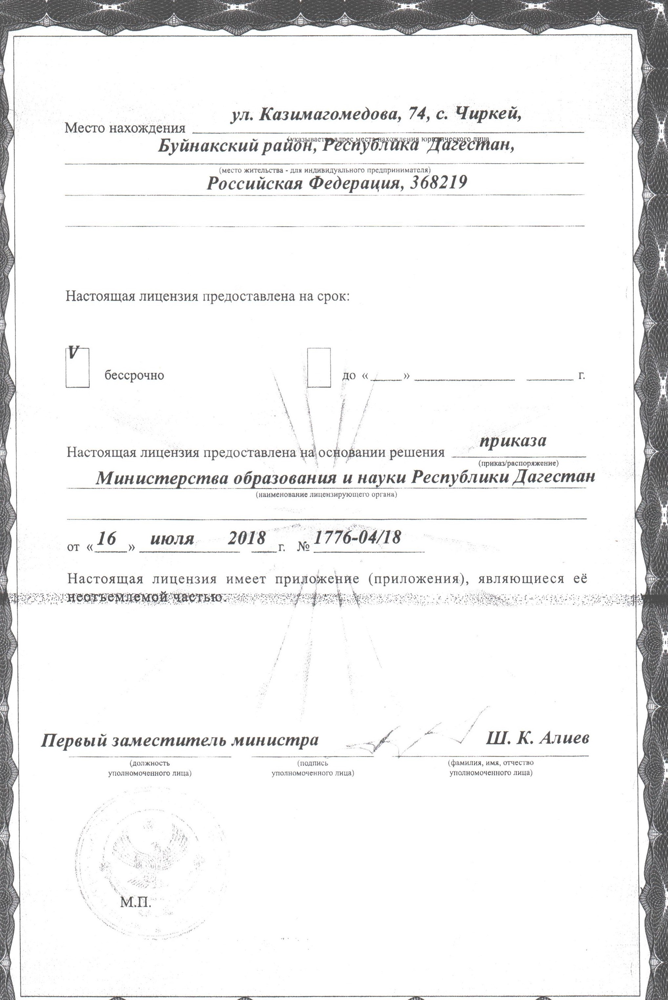 ул. Казимагомедова, 74, с. Чиркей,
Место нахождения
(указывается адрес места нахождения юридического лица
Буйнакский район, Республика Дагестан,
(место жительства - для индивидуального предпринимателя)
Российская Федерация, 368219
Настоящая лицензия предоставлена на срок:
V бессрочно до «____» ____________ ______ г.
приказа
Настоящая лицензия предоставлена на основании решения
(приказ/распоряжение)
Министерства образования и науки Республики Дагестан
(наименование лицензирующего органа)
от «16» июля 2018 г. № 1776-04/18
Настоящая лицензия имеет приложение (приложения), являющиеся её
неотъемлемой частью.
Первый заместитель министра Ш. К. Алиев
(должность (подпись (фамилия, имя, отчество
уполномоченного лица) уполномоченного лица) уполномоченного лица)
М.П.